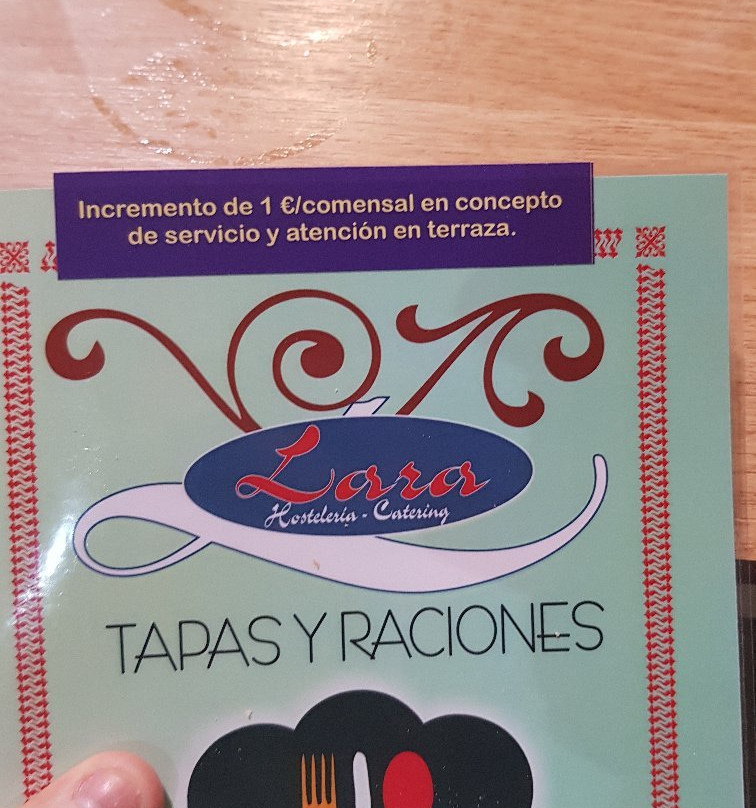 Incremento de 1 €/comensal en concepto
de servicio y atención en terraza.
Lara
Hostelería - Catering
TAPAS Y RACIONES